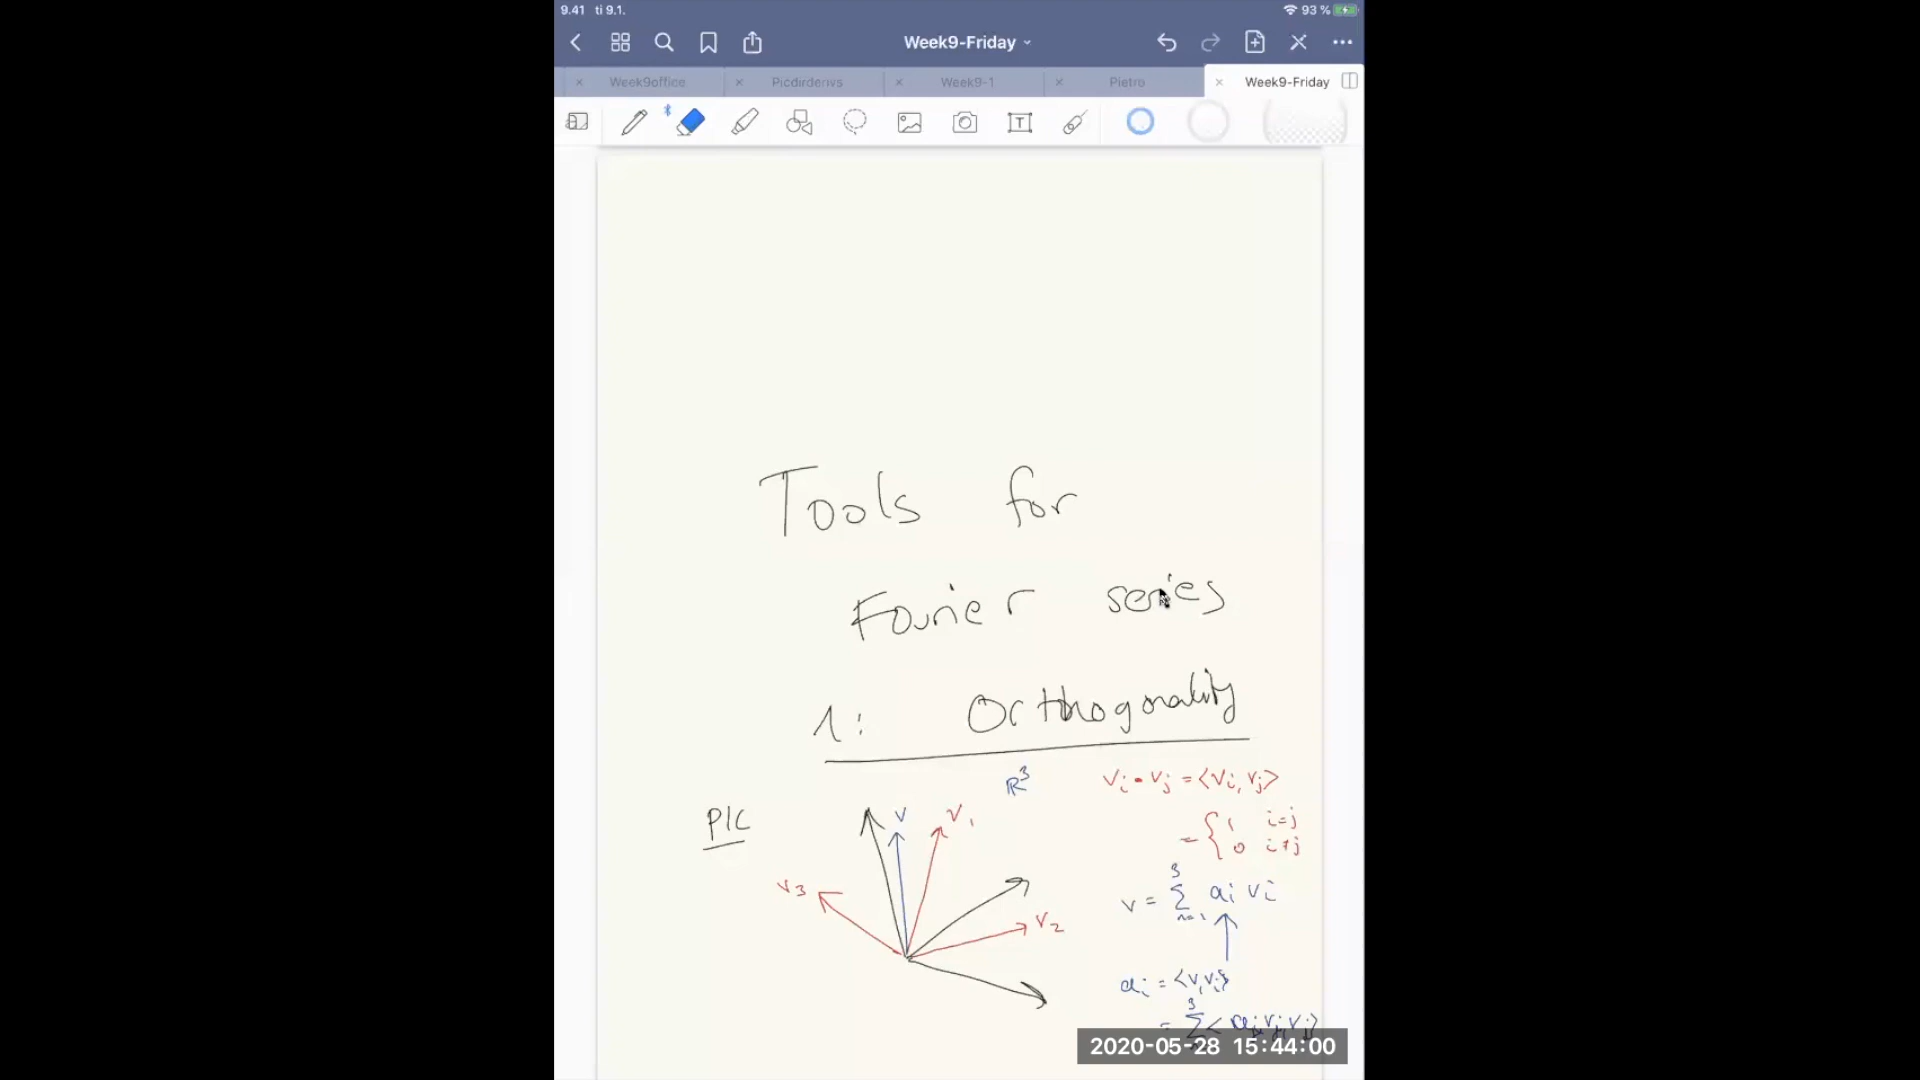 9.41 ti 9.1.
93 %
Week9-Friday
Week9office
Picdirderivs
Week9-1
Pietro
Week9-Friday
T
Tools for
Fourier series
1: Orthogonality
PIC
ℝ³
v
v₁
v₂
v₃
vᵢ • vⱼ = <vᵢ, vⱼ>
= { 1 i=j
0 i≠j
v = Σ³ₙ₌₁ aᵢ vᵢ
aᵢ = <v, vᵢ>
2020-05-28 15:44:00